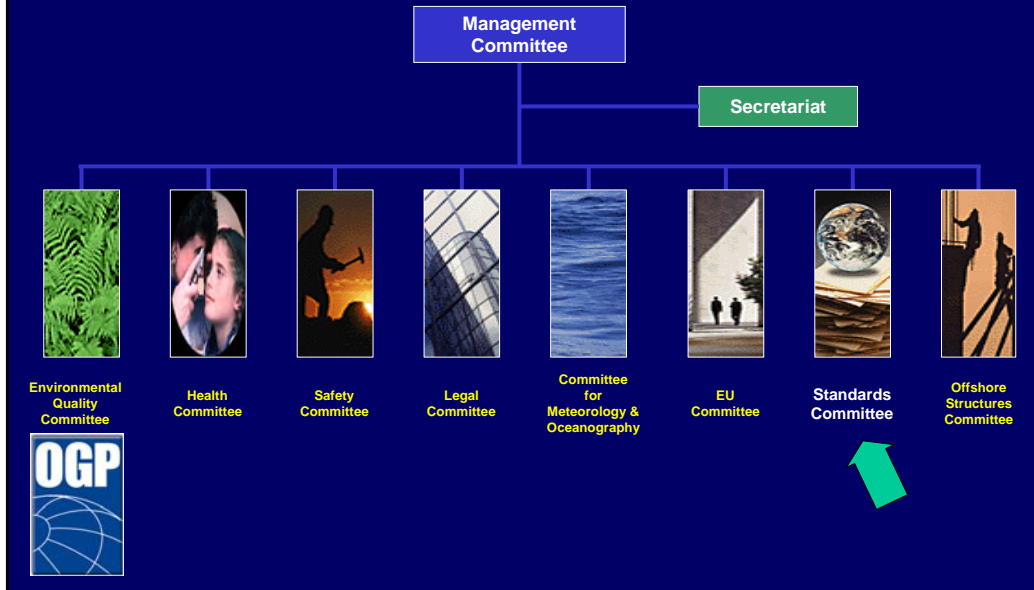 Management
Committee
Secretariat
Environmental
Quality
Committee
Health
Committee
Safety
Committee
Legal
Committee
Committee
for
Meteorology &
Oceanography
EU
Committee
Standards
Committee
Offshore
Structures
Committee
OGP